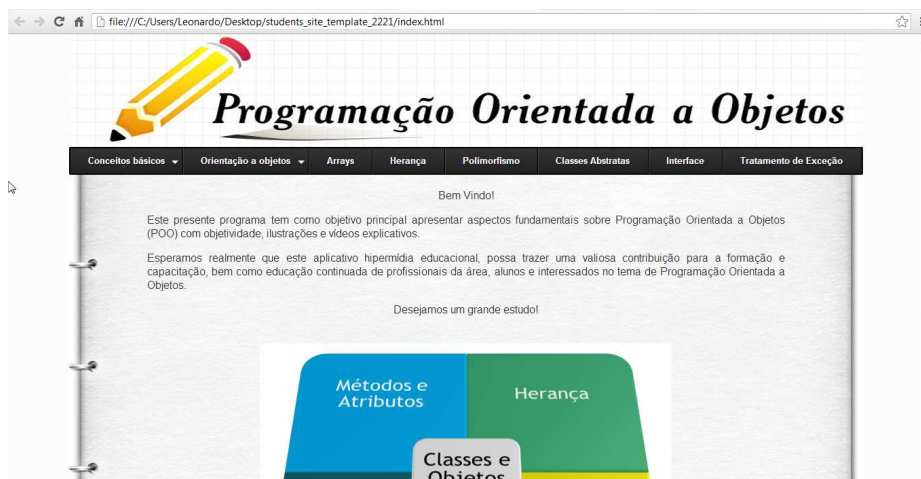 file:///C:/Users/Leonardo/Desktop/students_site_template_2221/index.html
Programação Orientada a Objetos
Conceitos básicos Orientação a objetos Arrays Herança Polimorfismo Classes Abstratas Interface Tratamento de Exceção
Bem Vindo!
Este presente programa tem como objetivo principal apresentar aspectos fundamentais sobre Programação Orientada a Objetos
(POO) com objetividade, ilustrações e vídeos explicativos.
Esperamos realmente que este aplicativo hipermídia educacional, possa trazer uma valiosa contribuição para a formação e
capacitação, bem como educação continuada de profissionais da área, alunos e interessados no tema de Programação Orientada a
Objetos.
Desejamos um grande estudo!
Métodos e
Atributos
Herança
Classes e
Objetos